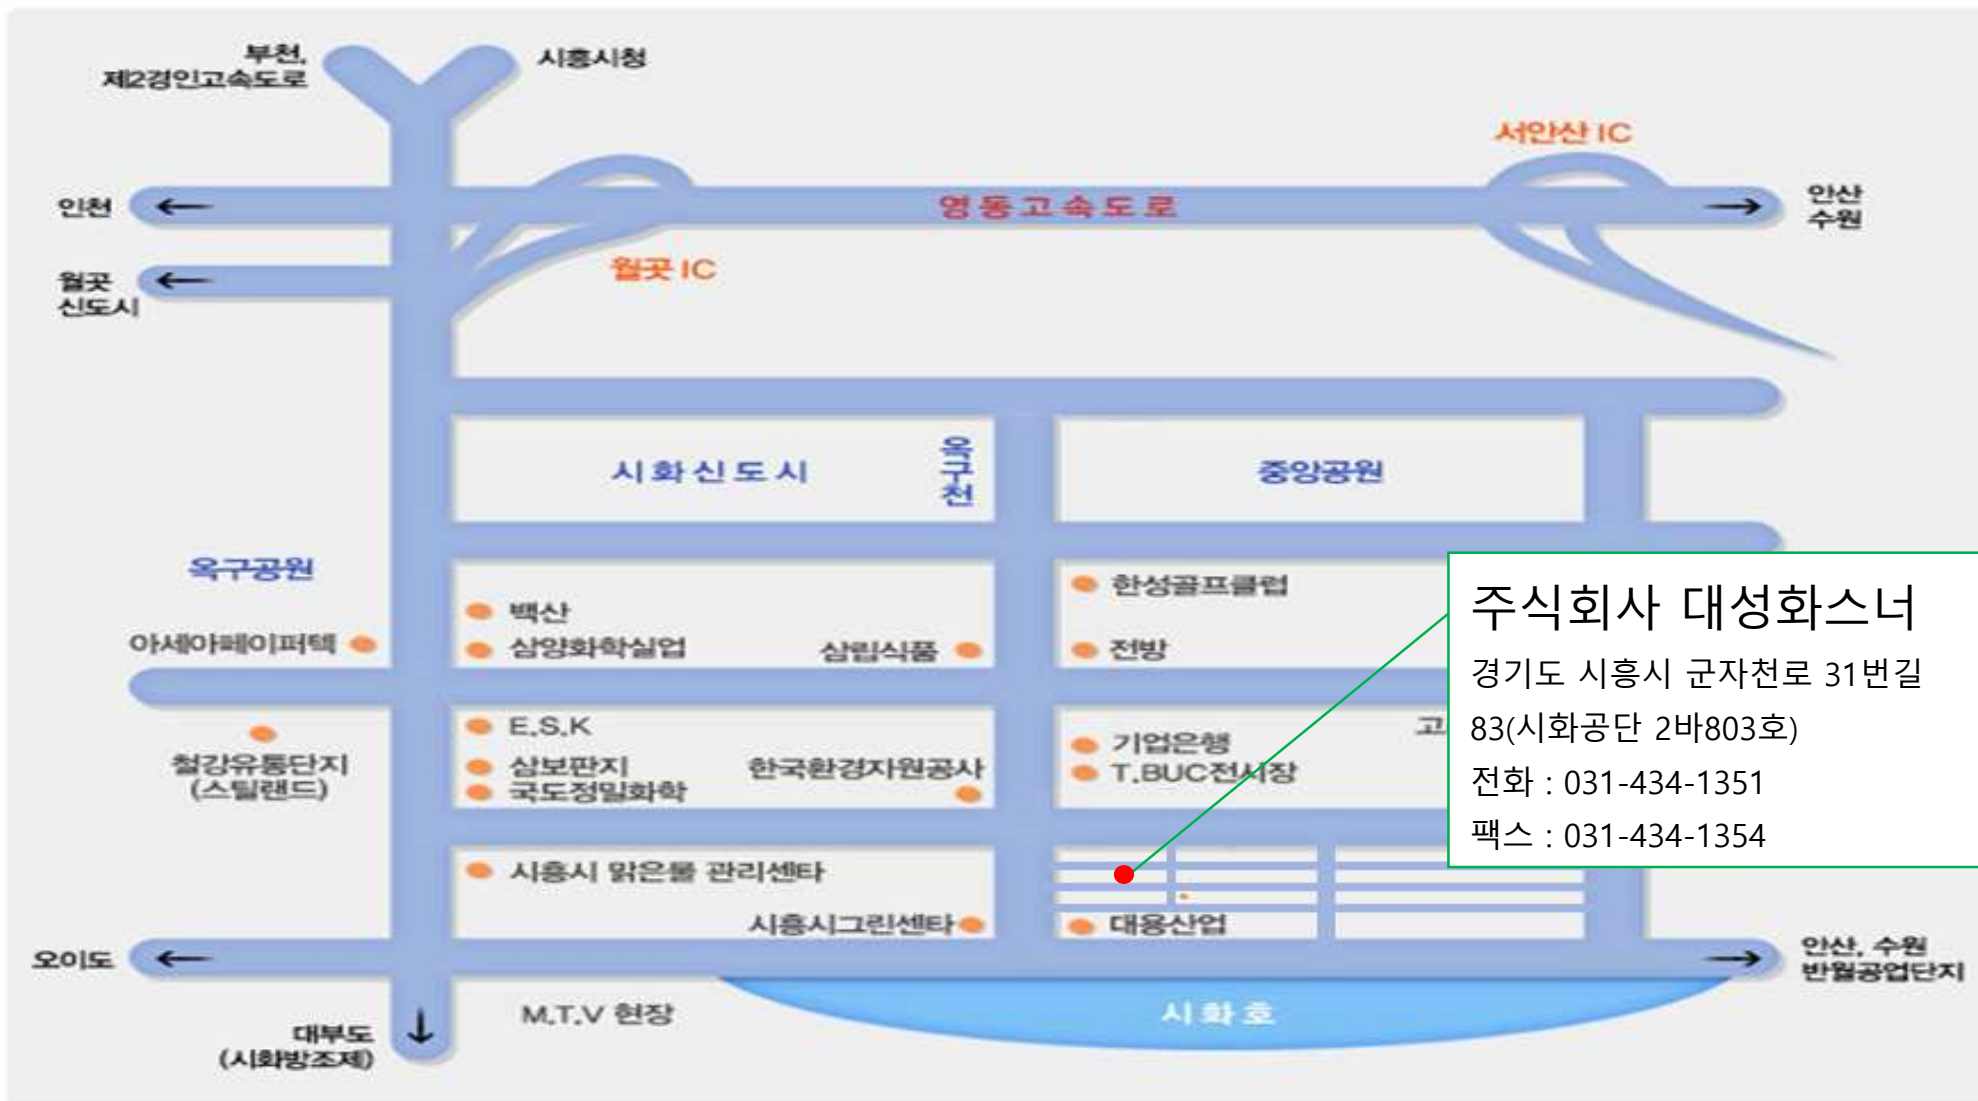 부천,
제2경인고속도로
시흥시청
서안산 IC
인천
영동고속도로
안산
수원
월곳 IC
월곳
신도시
시화신도시
옥구천
중앙공원
옥구공원
한성골프클럽
백산
아세아페이퍼텍
삼양화학실업
삼립식품
전방
주식회사 대성화스너
경기도 시흥시 군자천로 31번길
83(시화공단 2바803호)
전화 : 031-434-1351
팩스 : 031-434-1354
E.S.K
고
기업은행
철강유통단지
(스틸랜드)
삼보판지
한국환경자원공사
T.BUC전시장
국도정밀화학
시흥시 맑은물 관리센타
시흥시그린센타
대용산업
오이도
안산, 수원
반월공업단지
M.T.V 현장
시화호
대부도
(시화방조제)